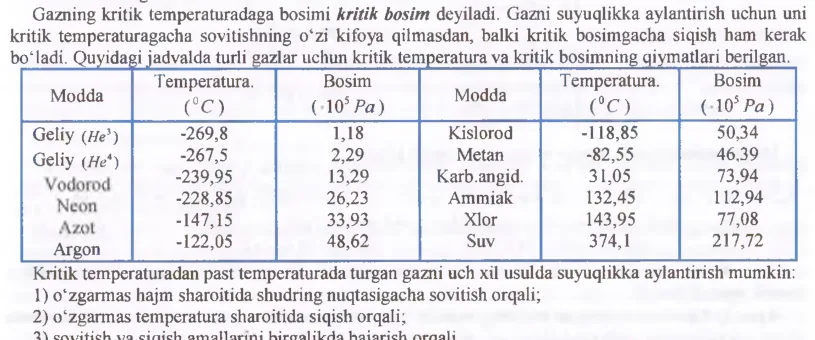 Gazning kritik temperaturadaga bosimi kritik bosim deyiladi. Gazni suyuqlikka aylantirish uchun uni
kritik temperaturagacha sovitishning o‘zi kifoya qilmasdan, balki kritik bosimgacha siqish ham kerak
bo‘ladi. Quyidagi jadvalda turli gazlar uchun kritik temperatura va kritik bosimning qiymatlari berilgan.
Modda Temperatura. (⁰C) Bosim (·10⁵ Pa) Modda Temperatura. (⁰C) Bosim (·10⁵ Pa)
Geliy (He³) -269,8 1,18 Kislorod -118,85 50,34
Geliy (He⁴) -267,5 2,29 Metan -82,55 46,39
Vodorod -239,95 13,29 Karb.angid. 31,05 73,94
Neon -228,85 26,23 Ammiak 132,45 112,94
Azot -147,15 33,93 Xlor 143,95 77,08
Argon -122,05 48,62 Suv 374,1 217,72
Kritik temperaturadan past temperaturada turgan gazni uch xil usulda suyuqlikka aylantirish mumkin:
1) o‘zgarmas hajm sharoitida shudring nuqtasigacha sovitish orqali;
2) o‘zgarmas temperatura sharoitida siqish orqali;
3) sovitish va siqish amallarini birgalikda bajarish orqali